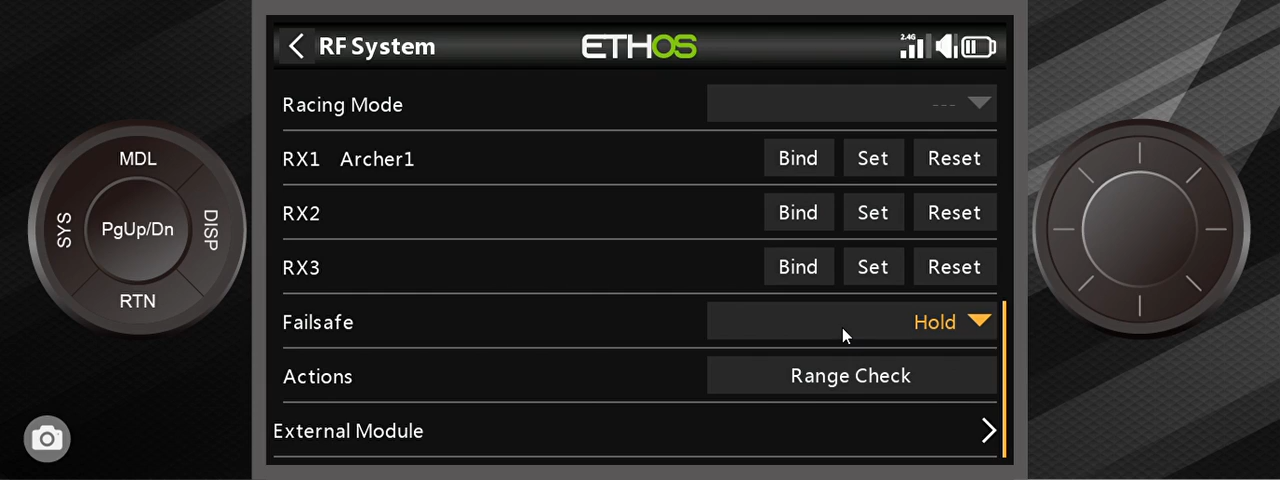 RF System ETHOS 2.4G
Racing Mode ---
RX1 Archer1 Bind Set Reset
RX2 Bind Set Reset
RX3 Bind Set Reset
Failsafe Hold
Actions Range Check
External Module
MDL
SYS PgUp/Dn DISP
RTN